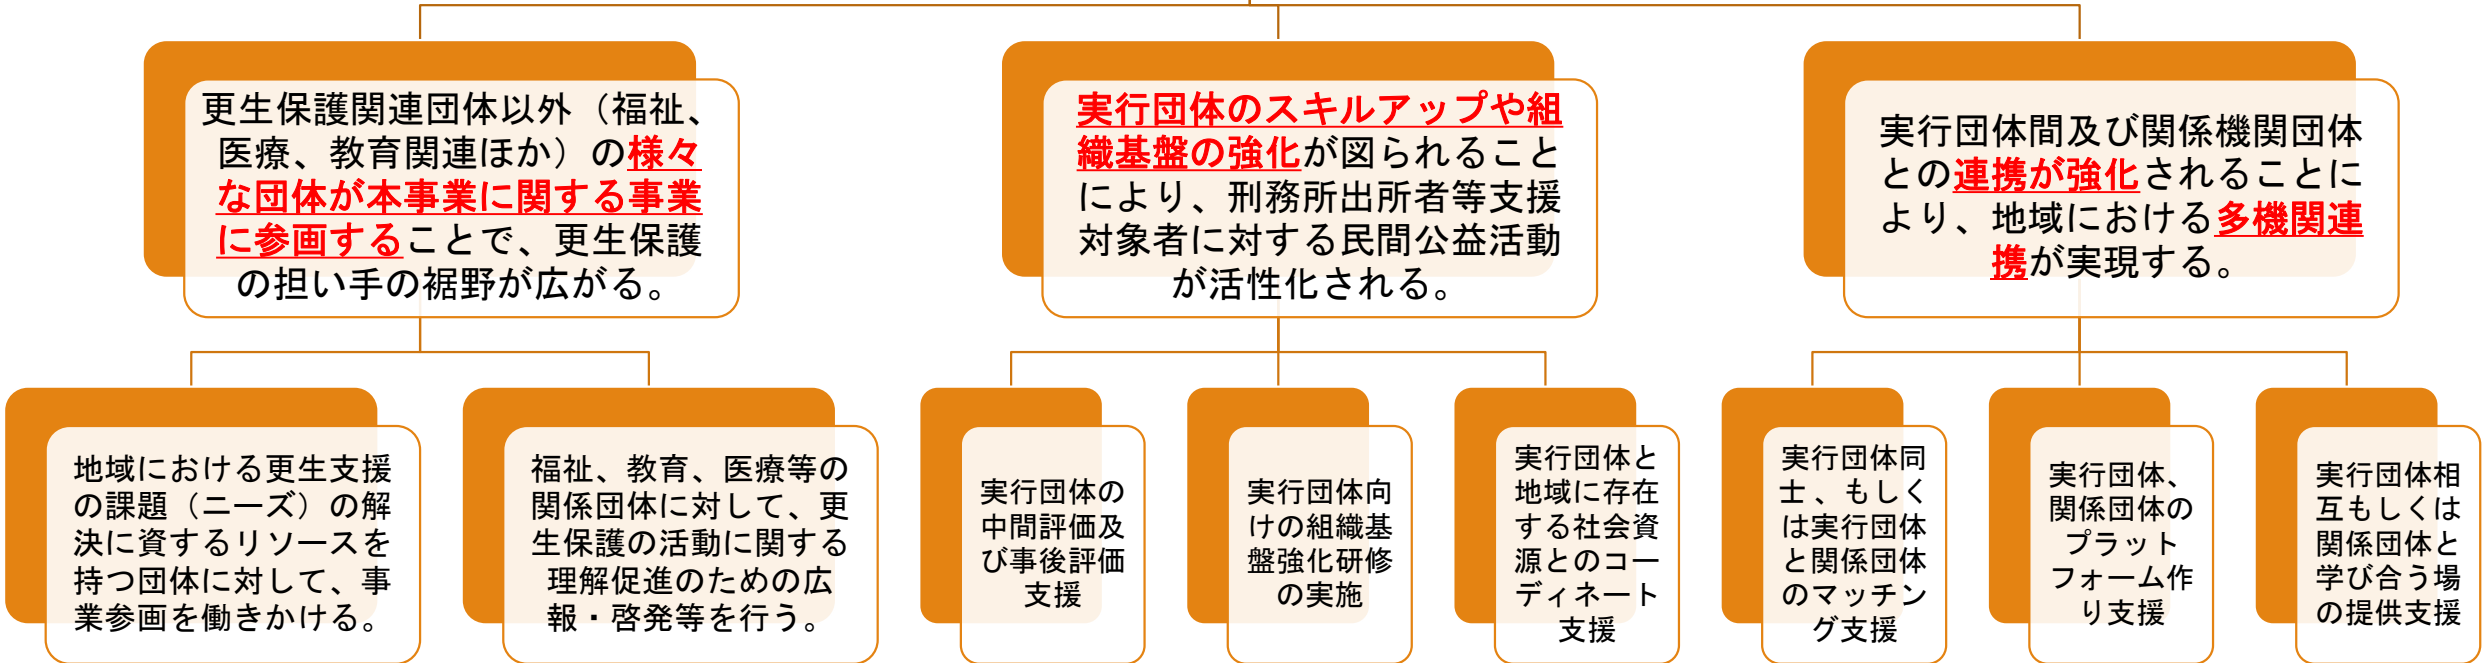 更生保護関連団体以外（福祉、
医療、教育関連ほか）の様々
な団体が本事業に関する事業
に参画することで、更生保護
の担い手の裾野が広がる。
実行団体のスキルアップや組
織基盤の強化が図られること
により、刑務所出所者等支援
対象者に対する民間公益活動
が活性化される。
実行団体間及び関係機関団体
との連携が強化されることに
より、地域における多機関連
携が実現する。
地域における更生支援
の課題（ニーズ）の解
決に資するリソースを
持つ団体に対して、事
業参画を働きかける。
福祉、教育、医療等の
関係団体に対して、更
生保護の活動に関する
理解促進のための広
報・啓発等を行う。
実行団体の
中間評価及
び事後評価
支援
実行団体向
けの組織基
盤強化研修
の実施
実行団体と
地域に存在
する社会資
源とのコー
ディネート
支援
実行団体同
士、もしく
は実行団体
と関係団体
のマッチン
グ支援
実行団体、
関係団体の
プラット
フォーム作
り支援
実行団体相
互もしくは
関係団体と
学び合う場
の提供支援